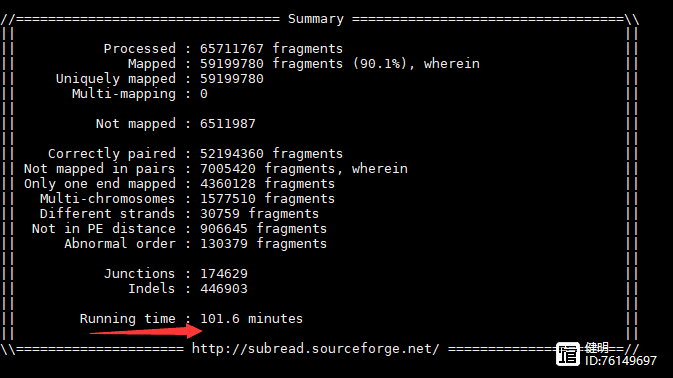 //================================= Summary ==================================\\
|| ||
|| Processed : 65711767 fragments ||
|| Mapped : 59199780 fragments (90.1%), wherein ||
|| Uniquely mapped : 59199780 ||
|| Multi-mapping : 0 ||
|| ||
|| Not mapped : 6511987 ||
|| ||
|| Correctly paired : 52194360 fragments ||
|| Not mapped in pairs : 7005420 fragments, wherein ||
|| Only one end mapped : 4360128 fragments ||
|| Multi-chromosomes : 1577510 fragments ||
|| Different strands : 30759 fragments ||
|| Not in PE distance : 906645 fragments ||
|| Abnormal order : 130379 fragments ||
|| ||
|| Junctions : 174629 ||
|| Indels : 446903 ||
|| ||
|| Running time : 101.6 minutes ||
|| ||
\\===================== http://subread.sourceforge.net/ ======================//
健明
ID:76149697